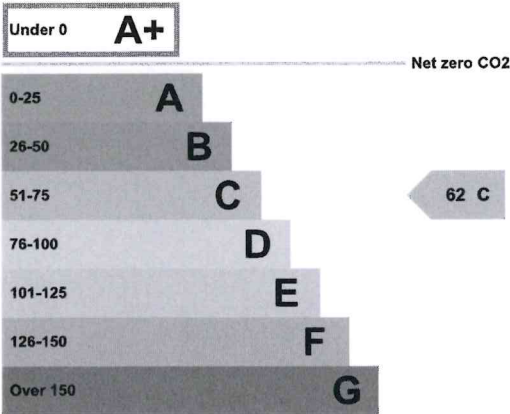 Under 0 A+
Net zero CO2
0-25 A
26-50 B
51-75 C
62 C
76-100 D
101-125 E
126-150 F
Over 150 G